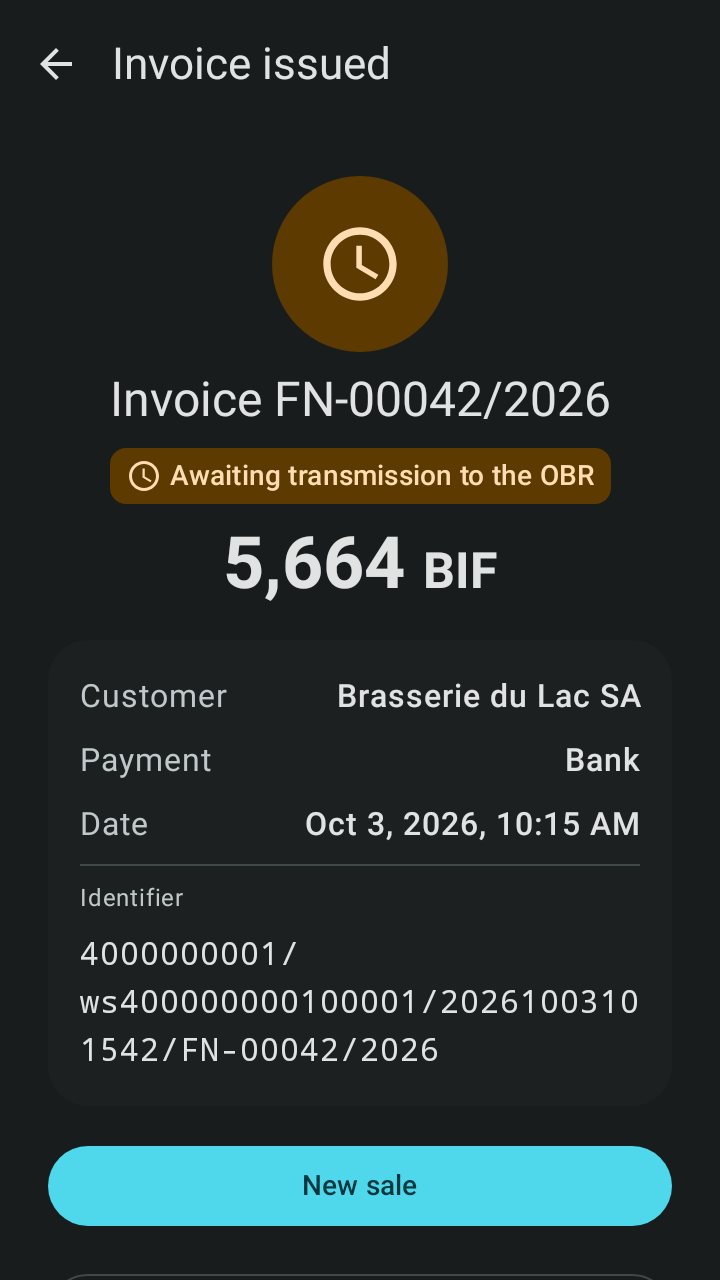 Invoice issued
Invoice FN-00042/2026
Awaiting transmission to the OBR
5,664 BIF
Customer Brasserie du Lac SA
Payment Bank
Date Oct 3, 2026, 10:15 AM
Identifier
4000000001/
ws400000000100001/2026100310
1542/FN-00042/2026
New sale